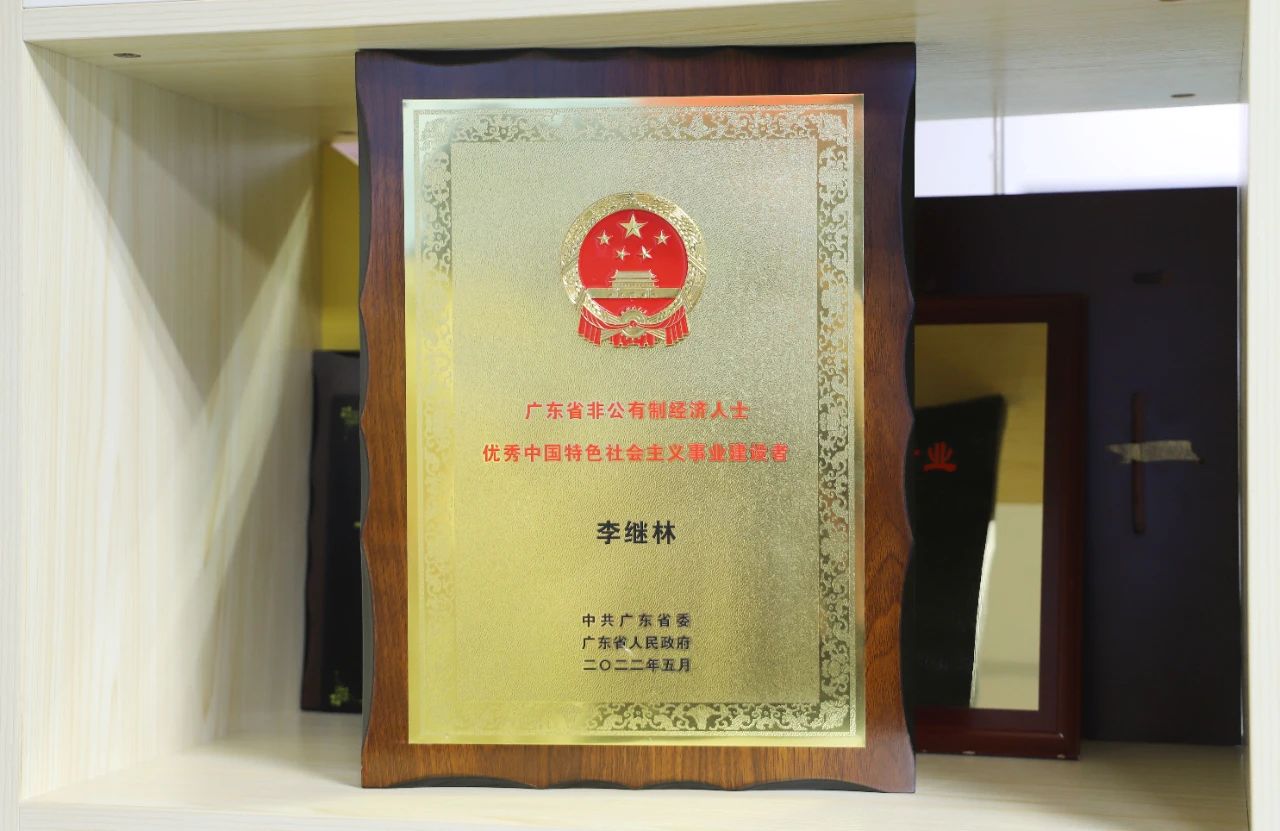 广东省非公有制经济人士
优秀中国特色社会主义事业建设者
李继林
中共广东省委
广东省人民政府
二〇二二年五月
业